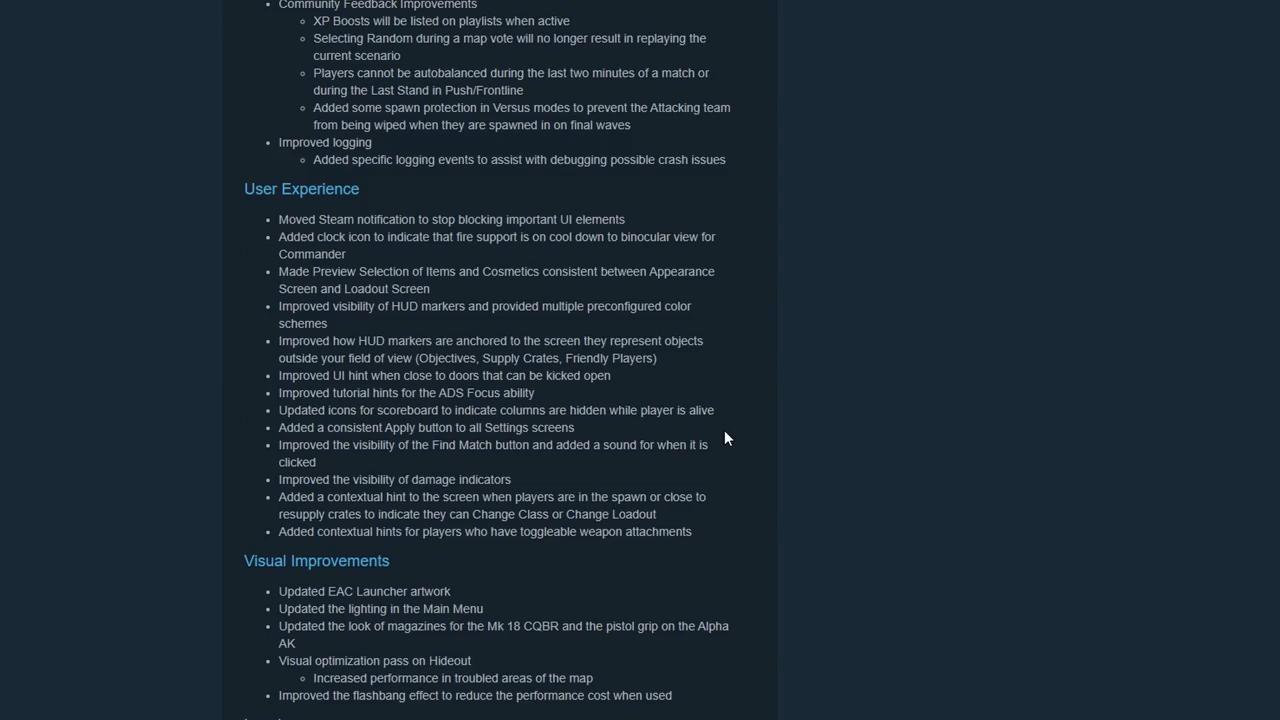 Community Feedback Improvements
XP Boosts will be listed on playlists when active
Selecting Random during a map vote will no longer result in replaying the
current scenario
Players cannot be autobalanced during the last two minutes of a match or
during the Last Stand in Push/Frontline
Added some spawn protection in Versus modes to prevent the Attacking team
from being wiped when they are spawned in on final waves
Improved logging
Added specific logging events to assist with debugging possible crash issues
User Experience
Moved Steam notification to stop blocking important UI elements
Added clock icon to indicate that fire support is on cool down to binocular view for
Commander
Made Preview Selection of Items and Cosmetics consistent between Appearance
Screen and Loadout Screen
Improved visibility of HUD markers and provided multiple preconfigured color
schemes
Improved how HUD markers are anchored to the screen they represent objects
outside your field of view (Objectives, Supply Crates, Friendly Players)
Improved UI hint when close to doors that can be kicked open
Improved tutorial hints for the ADS Focus ability
Updated icons for scoreboard to indicate columns are hidden while player is alive
Added a consistent Apply button to all Settings screens
Improved the visibility of the Find Match button and added a sound for when it is
clicked
Improved the visibility of damage indicators
Added a contextual hint to the screen when players are in the spawn or close to
resupply crates to indicate they can Change Class or Change Loadout
Added contextual hints for players who have toggleable weapon attachments
Visual Improvements
Updated EAC Launcher artwork
Updated the lighting in the Main Menu
Updated the look of magazines for the Mk 18 CQBR and the pistol grip on the Alpha
AK
Visual optimization pass on Hideout
Increased performance in troubled areas of the map
Improved the flashbang effect to reduce the performance cost when used